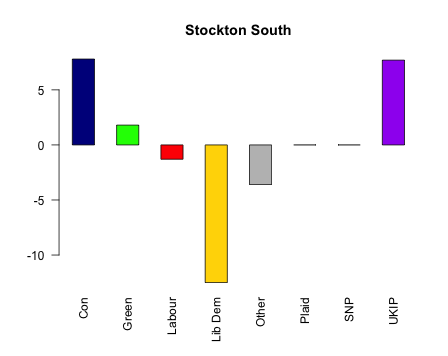 Stockton South
5
0
-5
-10
Con
Green
Labour
Lib Dem
Other
Plaid
SNP
UKIP